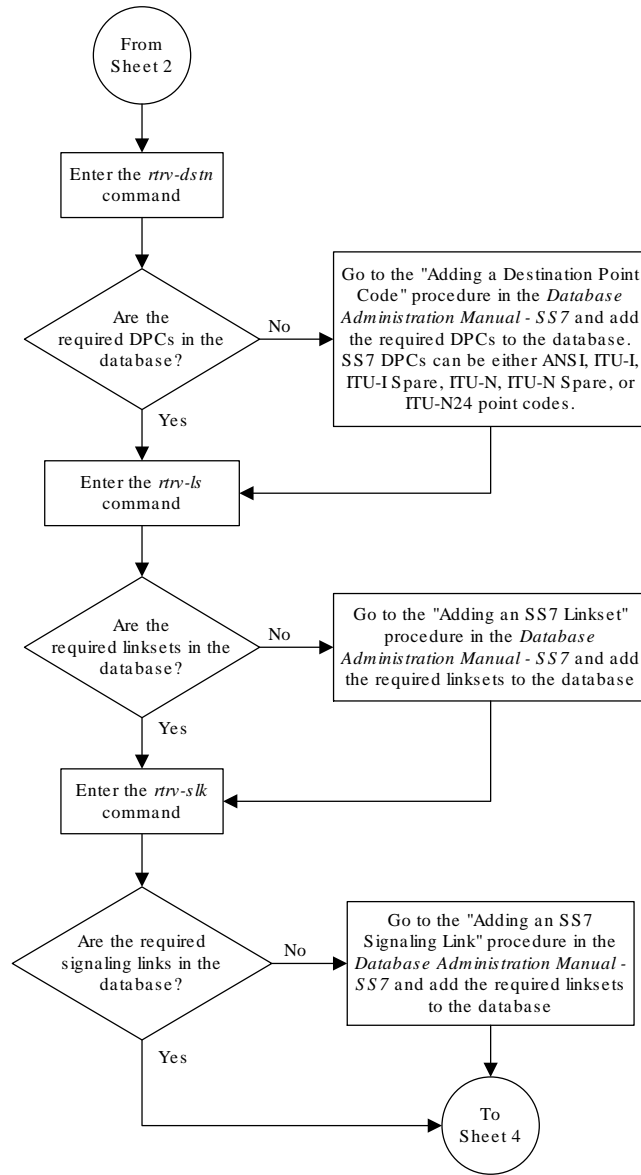 From
Sheet 2
Enter the rtrv-dstn
command
Are the
required DPCs in the
database?
No
Yes
Go to the "Adding a Destination Point
Code" procedure in the Database
Administration Manual - SS7 and add
the required DPCs to the database.
SS7 DPCs can be either ANSI, ITU-I,
ITU-I Spare, ITU-N, ITU-N Spare, or
ITU-N24 point codes.
Enter the rtrv-ls
command
Are the
required linksets in the
database?
No
Yes
Go to the "Adding an SS7 Linkset"
procedure in the Database
Administration Manual - SS7 and add
the required linksets to the database
Enter the rtrv-slk
command
Are the required
signaling links in the
database?
No
Yes
Go to the "Adding an SS7
Signaling Link" procedure in the
Database Administration Manual -
SS7 and add the required linksets
to the database
To
Sheet 4